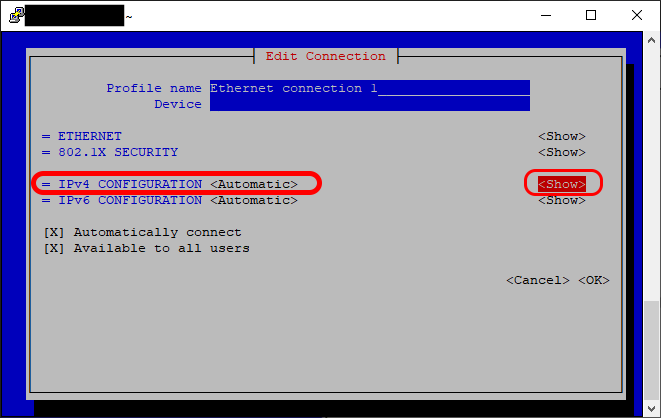 ~
Edit Connection
Profile name Ethernet connection 1
Device
= ETHERNET <Show>
= 802.1X SECURITY <Show>
= IPv4 CONFIGURATION <Automatic> <Show>
= IPv6 CONFIGURATION <Automatic> <Show>
[X] Automatically connect
[X] Available to all users
<Cancel> <OK>